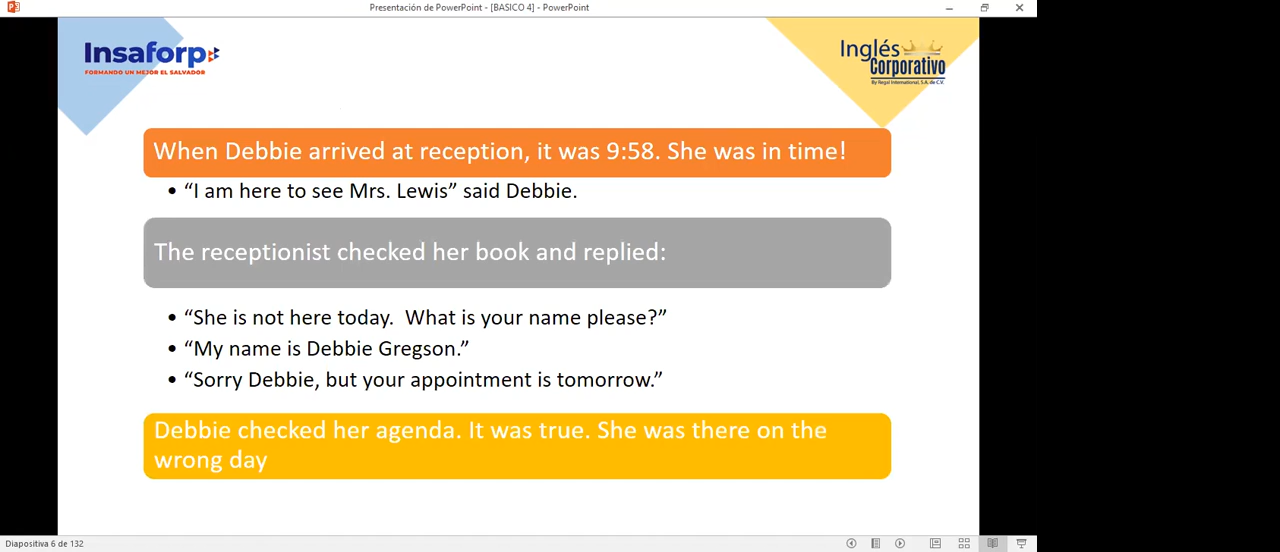 Presentación de PowerPoint - [BASICO 4] - PowerPoint
Insaforp
FORMANDO UN MEJOR EL SALVADOR
Inglés
Corporativo
By Regal International, S.A. de C.V.
When Debbie arrived at reception, it was 9:58. She was in time!
• “I am here to see Mrs. Lewis” said Debbie.
The receptionist checked her book and replied:
• “She is not here today.  What is your name please?”
• “My name is Debbie Gregson.”
• “Sorry Debbie, but your appointment is tomorrow.”
Debbie checked her agenda. It was true. She was there on the
wrong day
Diapositiva 6 de 132